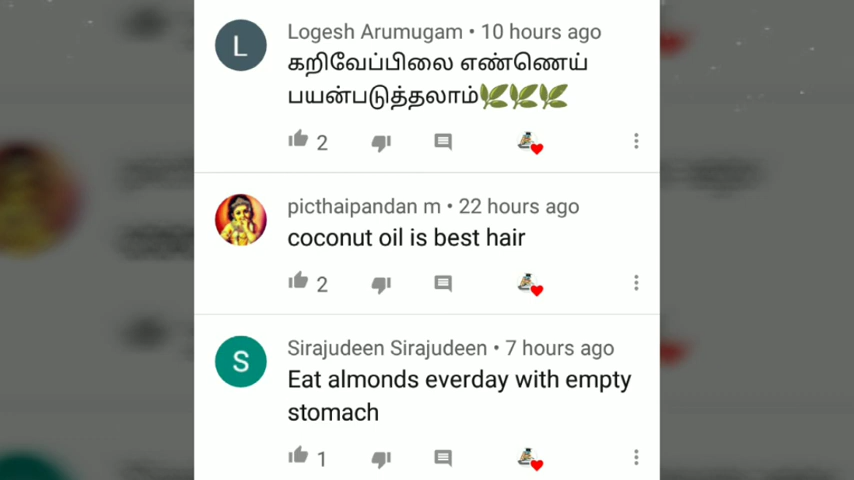 L
Logesh Arumugam • 10 hours ago
கறிவேப்பிலை எண்ணெய்
பயன்படுத்தலாம்🌿🌿🌿
2
picthaipandan m • 22 hours ago
coconut oil is best hair
2
S
Sirajudeen Sirajudeen • 7 hours ago
Eat almonds everday with empty
stomach
1